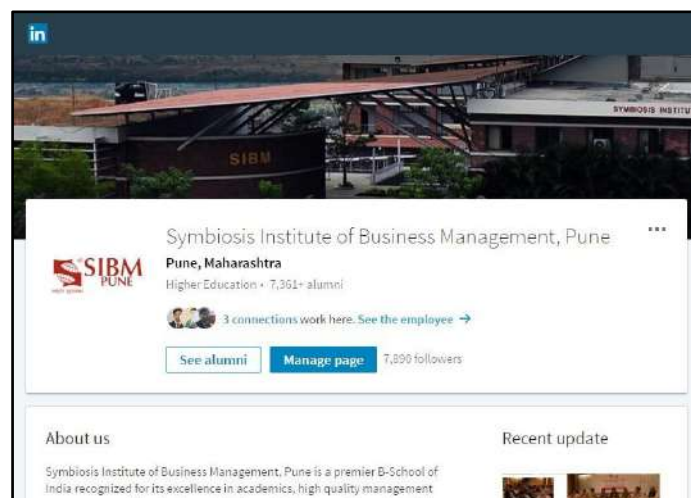 in
SYMBIOSIS INSTITU
SIBM
Symbiosis Institute of Business Management, Pune
SIBM
PUNE
Pune, Maharashtra
Higher Education • 7,361+ alumni
3 connections work here. See the employee →
See alumni
Manage page
7,890 followers
About us
Recent update
Symbiosis Institute of Business Management, Pune is a premier B-School of
India recognized for its excellence in academics, high quality management